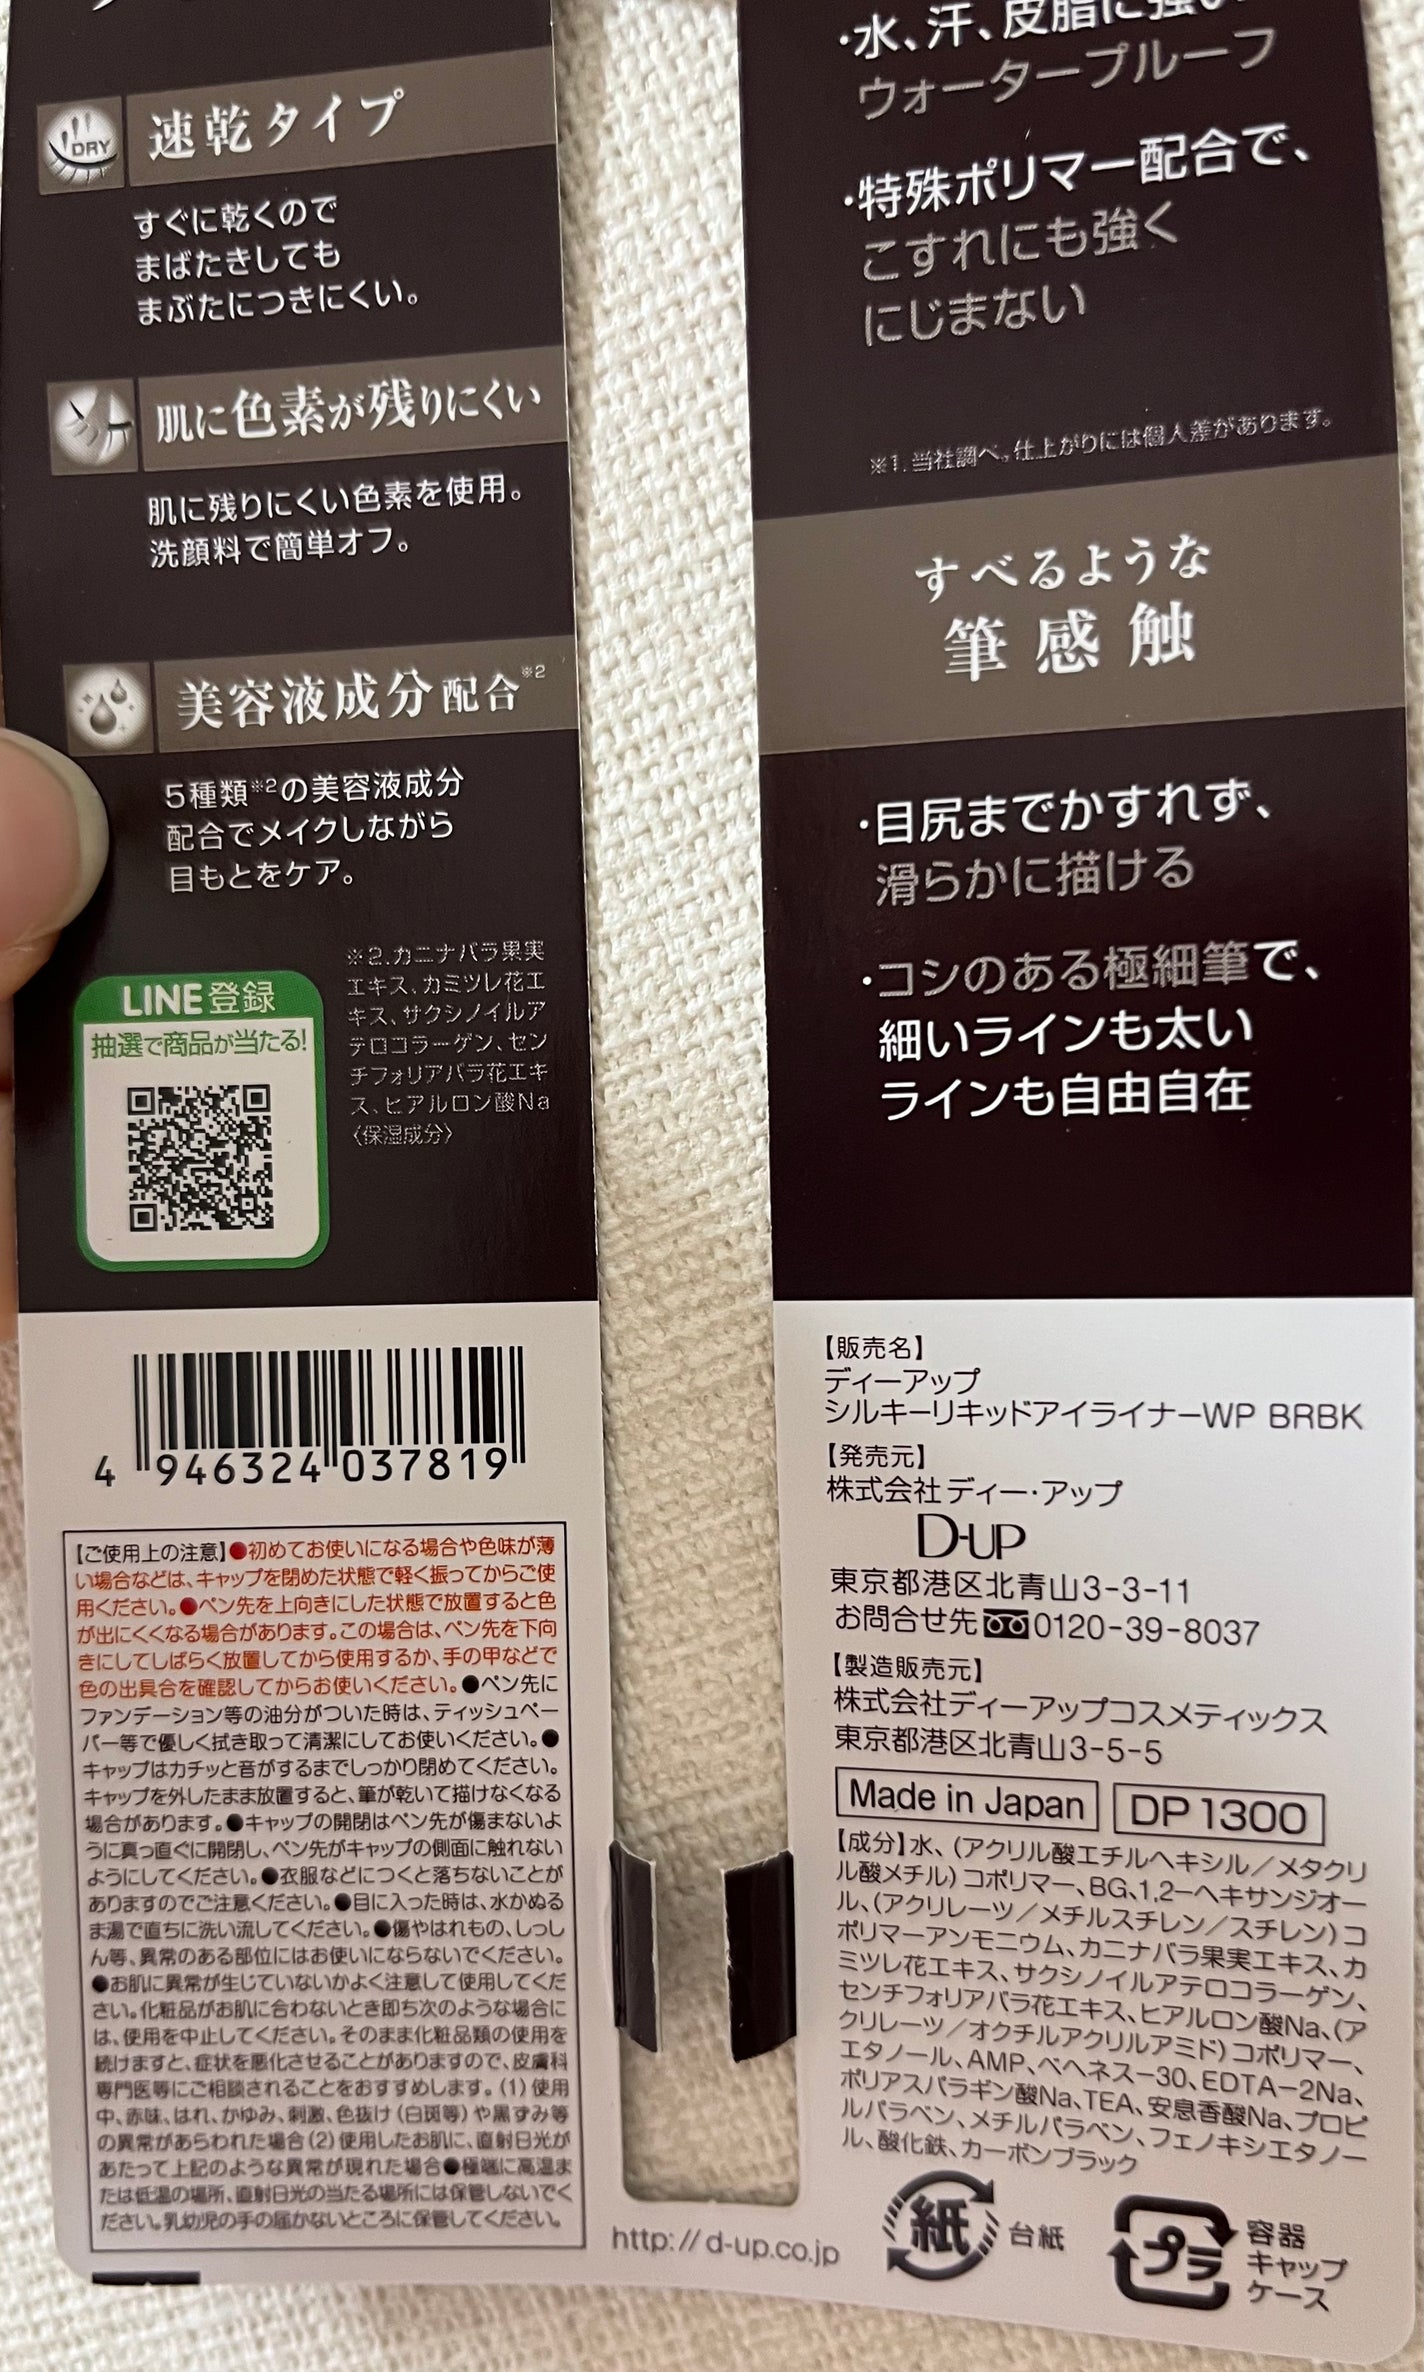 DRY
速乾タイプ
すぐに乾くので
まばたきしても
まぶたにつきにくい。
肌に色素が残りにくい
肌に残りにくい色素を使用。
洗顔料で簡単オフ。
美容液成分配合※2
5種類※2の美容液成分
配合でメイクしながら
目もとをケア。
※2.カニナバラ果実
エキス、カミツレ花エ
キス、サクシノイルア
テロコラーゲン、セン
チフォリアバラ花エキ
ス、ヒアルロン酸Na
〈保湿成分〉
LINE登録
抽選で商品が当たる!
4 946324 037819
【ご使用上の注意】●初めてお使いになる場合や色味が薄
い場合などは、キャップを閉めた状態で軽く振ってからご使
用ください。●ペン先を上向きにした状態で放置すると色
が出にくくなる場合があります。この場合は、ペン先を下向
きにしてしばらく放置してから使用するか、手の甲などで
色の出具合を確認してからお使いください。●ペン先に
ファンデーション等の油分がついた時は、ティッシュペー
パー等で優しく拭き取って清潔にしてお使いください。●
キャップはカチッと音がするまでしっかり閉めてください。
キャップを外したまま放置すると、筆が乾いて描けなくなる
場合があります。●キャップの開閉はペン先が傷まないよ
うに真っ直ぐに開閉し、ペン先がキャップの側面に触れない
ようにしてください。●衣服などにつくと落ちないことが
ありますのでご注意ください。●目に入った時は、水かぬる
ま湯で直ちに洗い流してください。●傷やはれもの、しっし
ん等、異常のある部位にはお使いにならないでください。
●お肌に異常が生じていないかよく注意して使用してくだ
さい。化粧品がお肌に合わないとき即ち次のような場合に
は、使用を中止してください。そのまま化粧品類の使用を
続けますと、症状を悪化させることがありますので、皮膚科
専門医等にご相談されることをおすすめします。(1)使用
中、赤味、はれ、かゆみ、刺激、色抜け(白斑等)や黒ずみ等
の異常があらわれた場合(2)使用したお肌に、直射日光が
あたって上記のような異常が現れた場合●極端に高温ま
たは低温の場所、直射日光の当たる場所には保管しないでく
ださい。乳幼児の手の届かないところに保管してください。
・水、汗、皮脂に強い
ウォータープルーフ
・特殊ポリマー配合で、
こすれにも強く
にじまない
※1.当社調べ。仕上がりには個人差があります。
すべるような
筆感触
・目尻までかすれず、
滑らかに描ける
・コシのある極細筆で、
細いラインも太い
ラインも自由自在
【販売名】
ディーアップ
シルキーリキッドアイライナーWP BRBK
【発売元】
株式会社ディー・アップ
D-UP
東京都港区北青山3-3-11
お問合せ先 0120-39-8037
【製造販売元】
株式会社ディーアップコスメティックス
東京都港区北青山3-5-5
Made in Japan DP 1300
【成分】水、(アクリル酸エチルヘキシル/メタクリ
ル酸メチル)コポリマー、BG、1,2-ヘキサンジオー
ル、(アクリレーツ/メチルスチレン/スチレン)コ
ポリマーアンモニウム、カニナバラ果実エキス、カ
ミツレ花エキス、サクシノイルアテロコラーゲン、
センチフォリアバラ花エキス、ヒアルロン酸Na、(ア
クリレーツ/オクチルアクリルアミド)コポリマー、
エタノール、AMP、ベヘネス-30、EDTA-2Na、
ポリアスパラギン酸Na、TEA、安息香酸Na、プロピ
ルパラベン、メチルパラベン、フェノキシエタノー
ル、酸化鉄、カーボンブラック
http://d-up.co.jp
紙 台紙
プラ 容器
キャップ
ケース